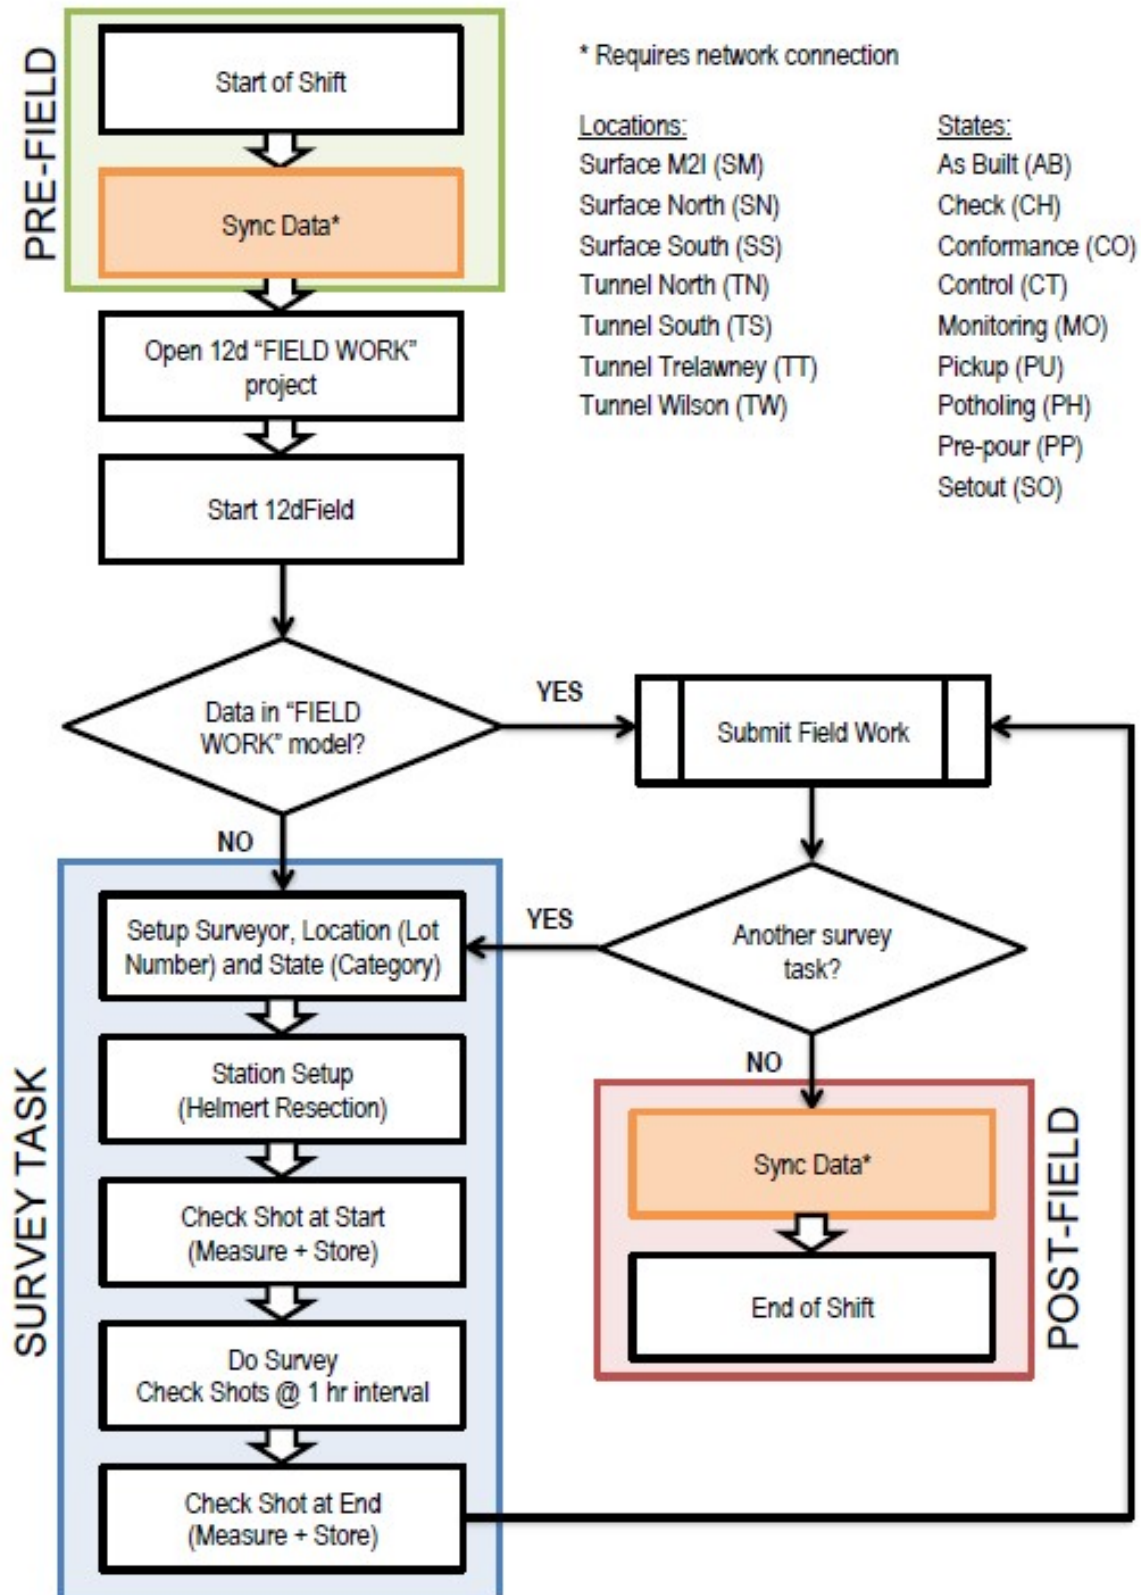 PRE-FIELD
Start of Shift
Sync Data*
Open 12d “FIELD WORK”
project
Start 12dField
* Requires network connection
Locations:
Surface M2I (SM)
Surface North (SN)
Surface South (SS)
Tunnel North (TN)
Tunnel South (TS)
Tunnel Trelawney (TT)
Tunnel Wilson (TW)
States:
As Built (AB)
Check (CH)
Conformance (CO)
Control (CT)
Monitoring (MO)
Pickup (PU)
Potholing (PH)
Pre-pour (PP)
Setout (SO)
Data in “FIELD
WORK” model?
YES
Submit Field Work
NO
SURVEY TASK
Setup Surveyor, Location (Lot
Number) and State (Category)
YES
Another survey
task?
Station Setup
(Helmert Resection)
NO
Check Shot at Start
(Measure + Store)
Do Survey
Check Shots @ 1 hr interval
Check Shot at End
(Measure + Store)
POST-FIELD
Sync Data*
End of Shift